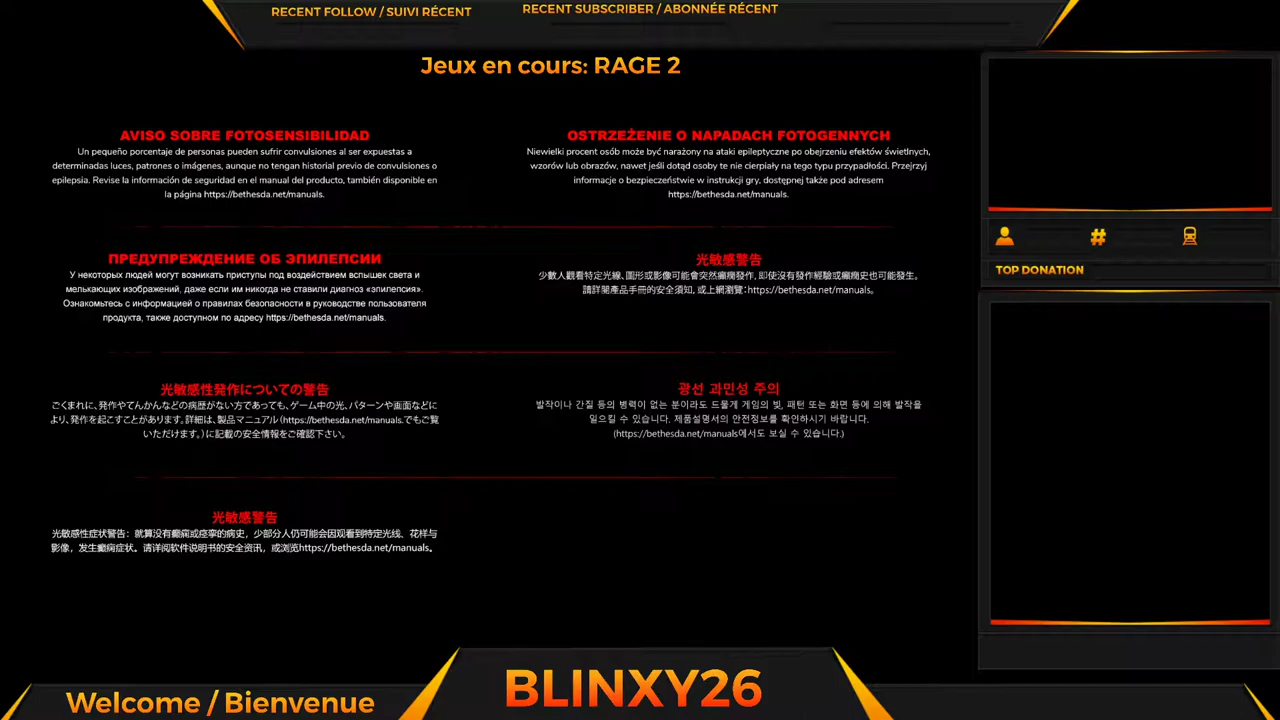 RECENT FOLLOW / SUIVI RÉCENT
RECENT SUBSCRIBER / ABONNÉE RÉCENT
Jeux en cours: RAGE 2
AVISO SOBRE FOTOSENSIBILIDAD
Un pequeño porcentaje de personas pueden sufrir convulsiones al ser expuestas a
determinadas luces, patrones o imágenes, aunque no tengan historial previo de convulsiones o
epilepsia. Revise la información de seguridad en el manual del producto, también disponible en
la página https://bethesda.net/manuals.
OSTRZEŻENIE O NAPADACH FOTOGENNYCH
Niewielki procent osób może być narażony na ataki epileptyczne po obejrzeniu efektów świetlnych,
wzorów lub obrazów, nawet jeśli dotąd osoby te nie cierpiały na tego typu przypadłości. Przejrzyj
informacje o bezpieczeństwie w instrukcji gry, dostępnej także pod adresem
https://bethesda.net/manuals.
ПРЕДУПРЕЖДЕНИЕ ОБ ЭПИЛЕПСИИ
У некоторых людей могут возникать приступы под воздействием вспышек света и
мелькающих изображений, даже если им никогда не ставили диагноз «эпилепсия».
Ознакомьтесь с информацией о правилах безопасности в руководстве пользователя
продукта, также доступном по адресу https://bethesda.net/manuals.
光敏感警告
少數人觀看特定光線、圖形或影像可能會突然癲癇發作，即使沒有發作經驗或癲癇史也可能發生。
請詳閱產品手冊的安全須知，或上網瀏覽：https://bethesda.net/manuals。
光敏感性発作についての警告
ごくまれに、発作やてんかんなどの病歴がない方であっても、ゲーム中の光、パターンや画面などに
より、発作を起こすことがあります。詳細は、製品マニュアル（https://bethesda.net/manuals.でもご覧
いただけます。）に記載の安全情報をご確認下さい。
광선 과민성 주의
발작이나 간질 등의 병력이 없는 분이라도 드물게 게임의 빛, 패턴 또는 화면 등에 의해 발작을
일으킬 수 있습니다. 제품설명서의 안전정보를 확인하시기 바랍니다.
(https://bethesda.net/manuals에서도 보실 수 있습니다.)
光敏感警告
光敏感性症状警告：就算没有癫痫或痉挛的病史，少部分人仍可能会因观看到特定光线、花样与
影像，发生癫痫症状。请详阅软件说明书的安全资讯，或浏览https://bethesda.net/manuals。
#
TOP DONATION
Welcome / Bienvenue
BLINXY26